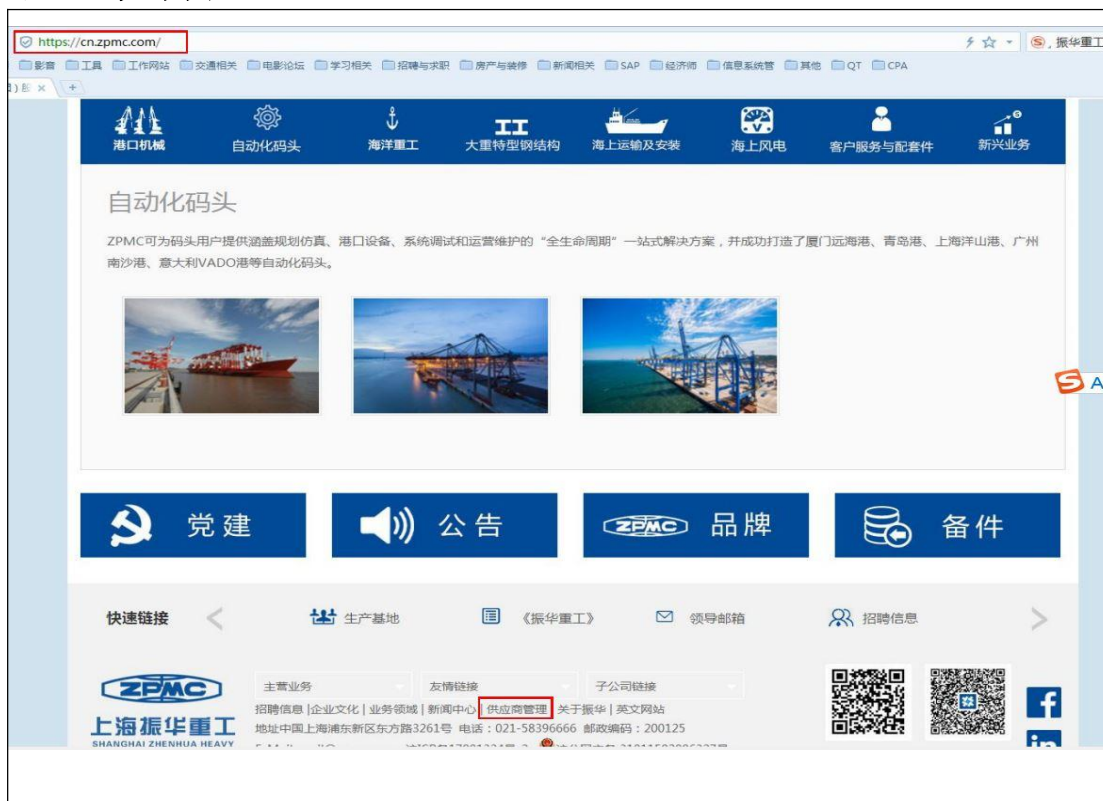 https://cn.zpmc.com/
振华重工
影音 工具 工作网站 交通相关 电影论坛 学习相关 招聘与求职 房产与装修 新闻相关 SAP 经济师 信息系统管 其他 QT CPA
港口机械 自动化码头 海洋重工 大重特型钢结构 海上运输及安装 海上风电 客户服务与配套件 新兴业务
自动化码头
ZPMC可为码头用户提供涵盖规划仿真、港口设备、系统调试和运营维护的“全生命周期”一站式解决方案，并成功打造了厦门远海港、青岛港、上海洋山港、广州
南沙港、意大利VADO港等自动化码头。
党建 公告 ZPMC 品牌 备件
快速链接 生产基地 《振华重工》 领导邮箱 招聘信息
ZPMC
主营业务 友情链接 子公司链接
招聘信息 |企业文化 | 业务领域 | 新闻中心 | 供应商管理 | 关于振华 | 英文网站
上海振华重工
地址中国上海浦东新区东方路3261号 电话：021-58396666 邮政编码：200125
SHANGHAI ZHENHUA HEAVY